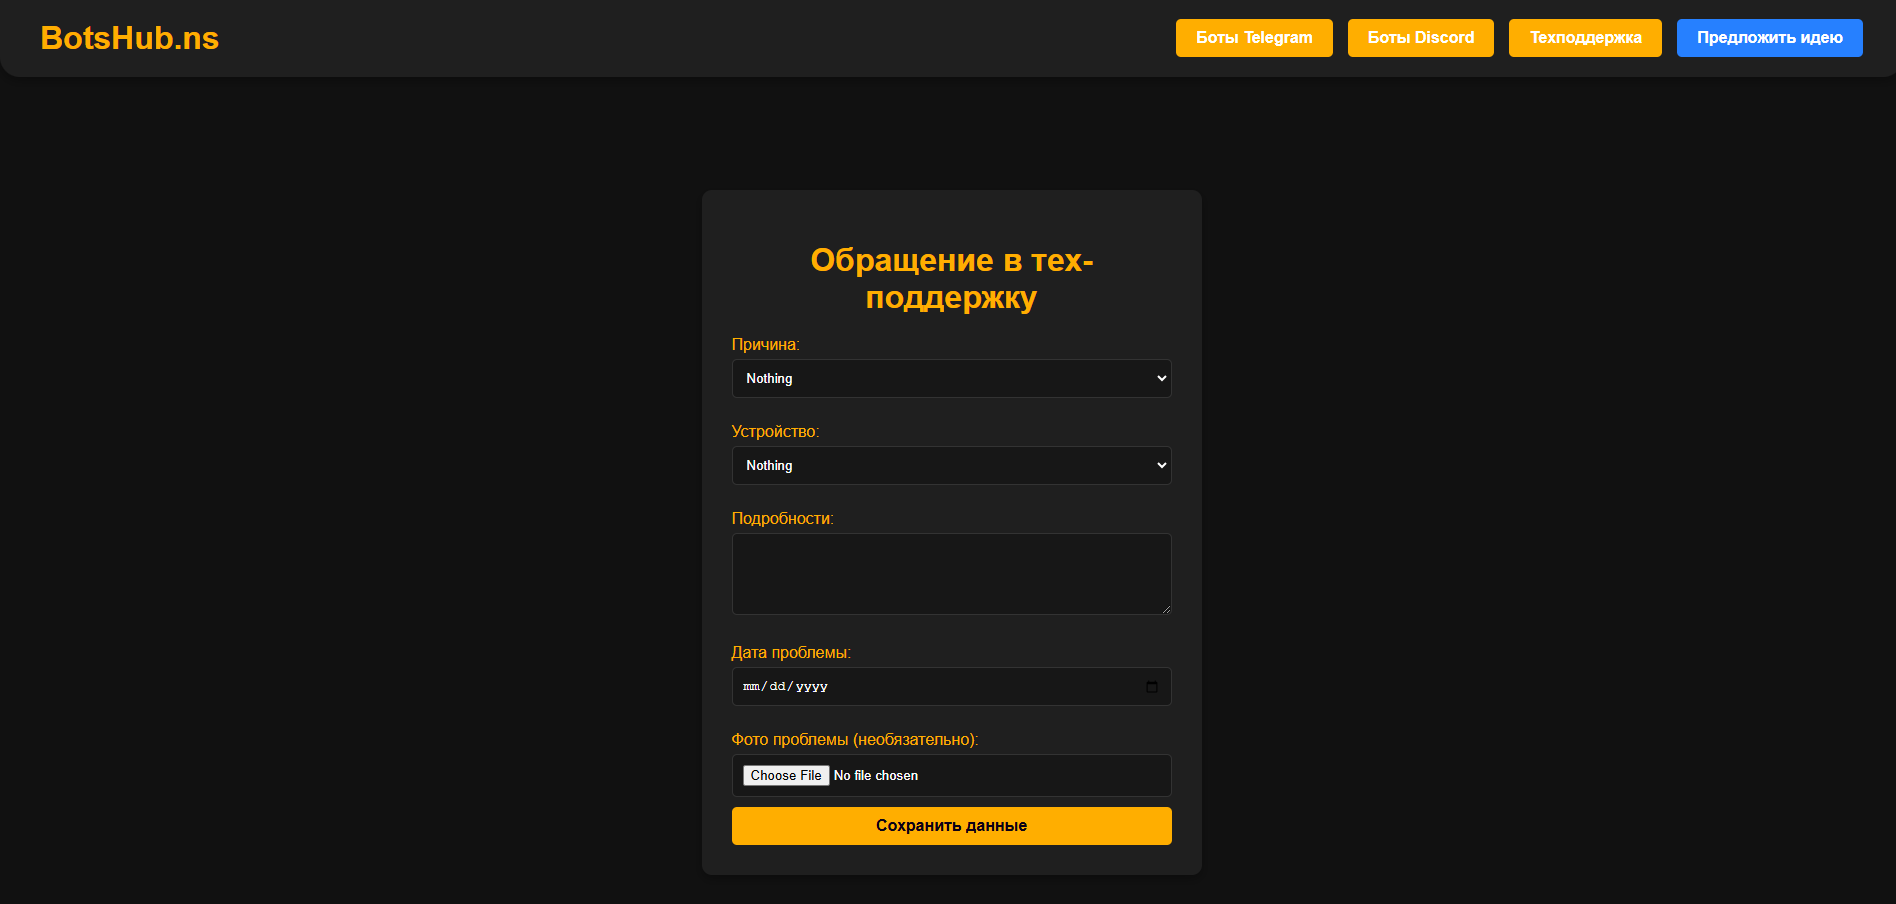 BotsHub.ns
Боты Telegram
Боты Discord
Техподдержка
Предложить идею
Обращение в тех-
поддержку
Причина:
Nothing
Устройство:
Nothing
Подробности:
Дата проблемы:
mm/dd/yyyy
Фото проблемы (необязательно):
Choose File No file chosen
Сохранить данные